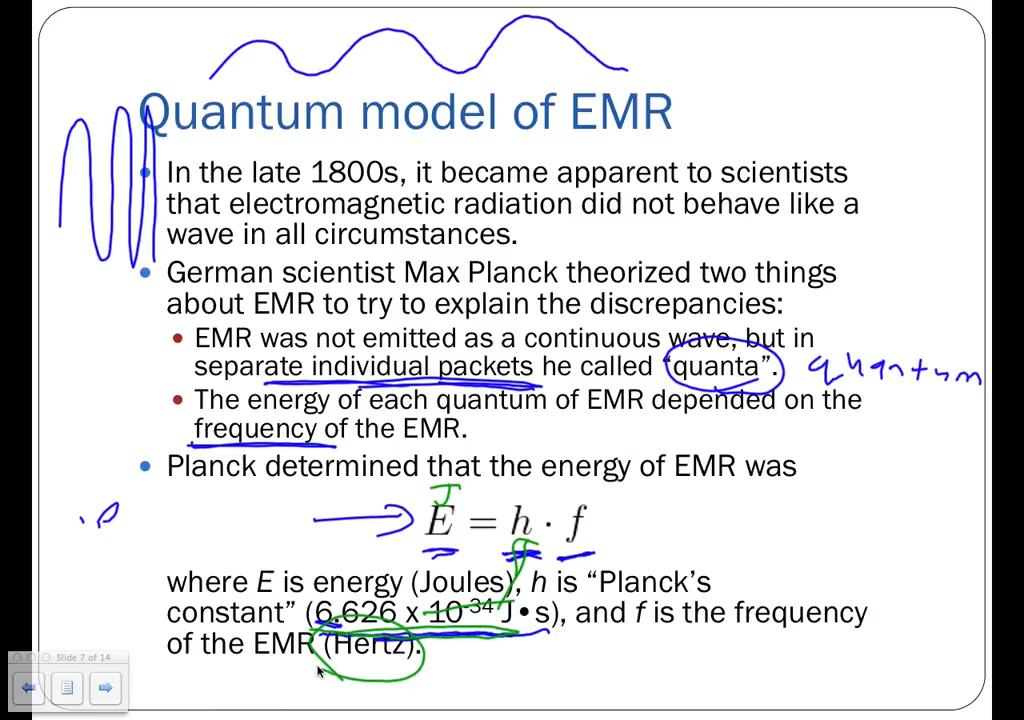 Quantum model of EMR
• In the late 1800s, it became apparent to scientists
that electromagnetic radiation did not behave like a
wave in all circumstances.
• German scientist Max Planck theorized two things
about EMR to try to explain the discrepancies:
• EMR was not emitted as a continuous wave, but in
separate individual packets he called “quanta”.
quantum
• The energy of each quantum of EMR depended on the
frequency of the EMR.
• Planck determined that the energy of EMR was
J
E = h · f
where E is energy (Joules), h is “Planck’s
constant” (6.626 x 10⁻³⁴ J•s), and f is the frequency
of the EMR (Hertz).
Slide 7 of 14